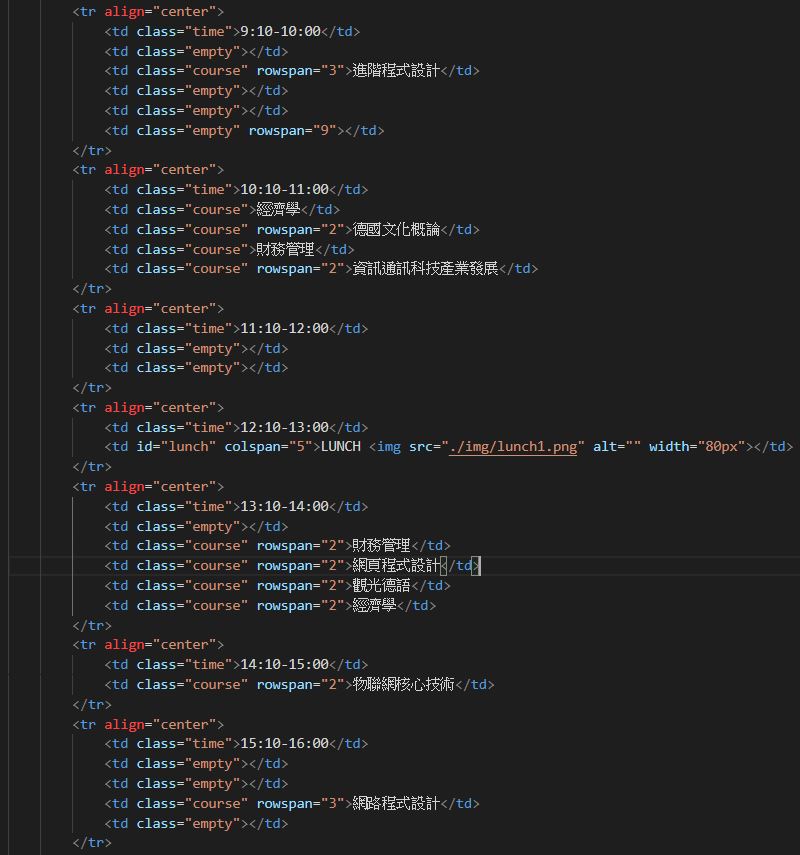 <tr align="center">
<td class="time">9:10-10:00</td>
<td class="empty"></td>
<td class="course" rowspan="3">進階程式設計</td>
<td class="empty"></td>
<td class="empty"></td>
<td class="empty" rowspan="9"></td>
</tr>
<tr align="center">
<td class="time">10:10-11:00</td>
<td class="course">經濟學</td>
<td class="course" rowspan="2">德國文化概論</td>
<td class="course">財務管理</td>
<td class="course" rowspan="2">資訊通訊科技產業發展</td>
</tr>
<tr align="center">
<td class="time">11:10-12:00</td>
<td class="empty"></td>
<td class="empty"></td>
</tr>
<tr align="center">
<td class="time">12:10-13:00</td>
<td id="lunch" colspan="5">LUNCH <img src="./img/lunch1.png" alt="" width="80px"></td>
</tr>
<tr align="center">
<td class="time">13:10-14:00</td>
<td class="empty"></td>
<td class="course" rowspan="2">財務管理</td>
<td class="course" rowspan="2">網頁程式設計</td>
<td class="course" rowspan="2">觀光德語</td>
<td class="course" rowspan="2">經濟學</td>
</tr>
<tr align="center">
<td class="time">14:10-15:00</td>
<td class="course" rowspan="2">物聯網核心技術</td>
</tr>
<tr align="center">
<td class="time">15:10-16:00</td>
<td class="empty"></td>
<td class="empty"></td>
<td class="course" rowspan="3">網路程式設計</td>
<td class="empty"></td>
</tr>